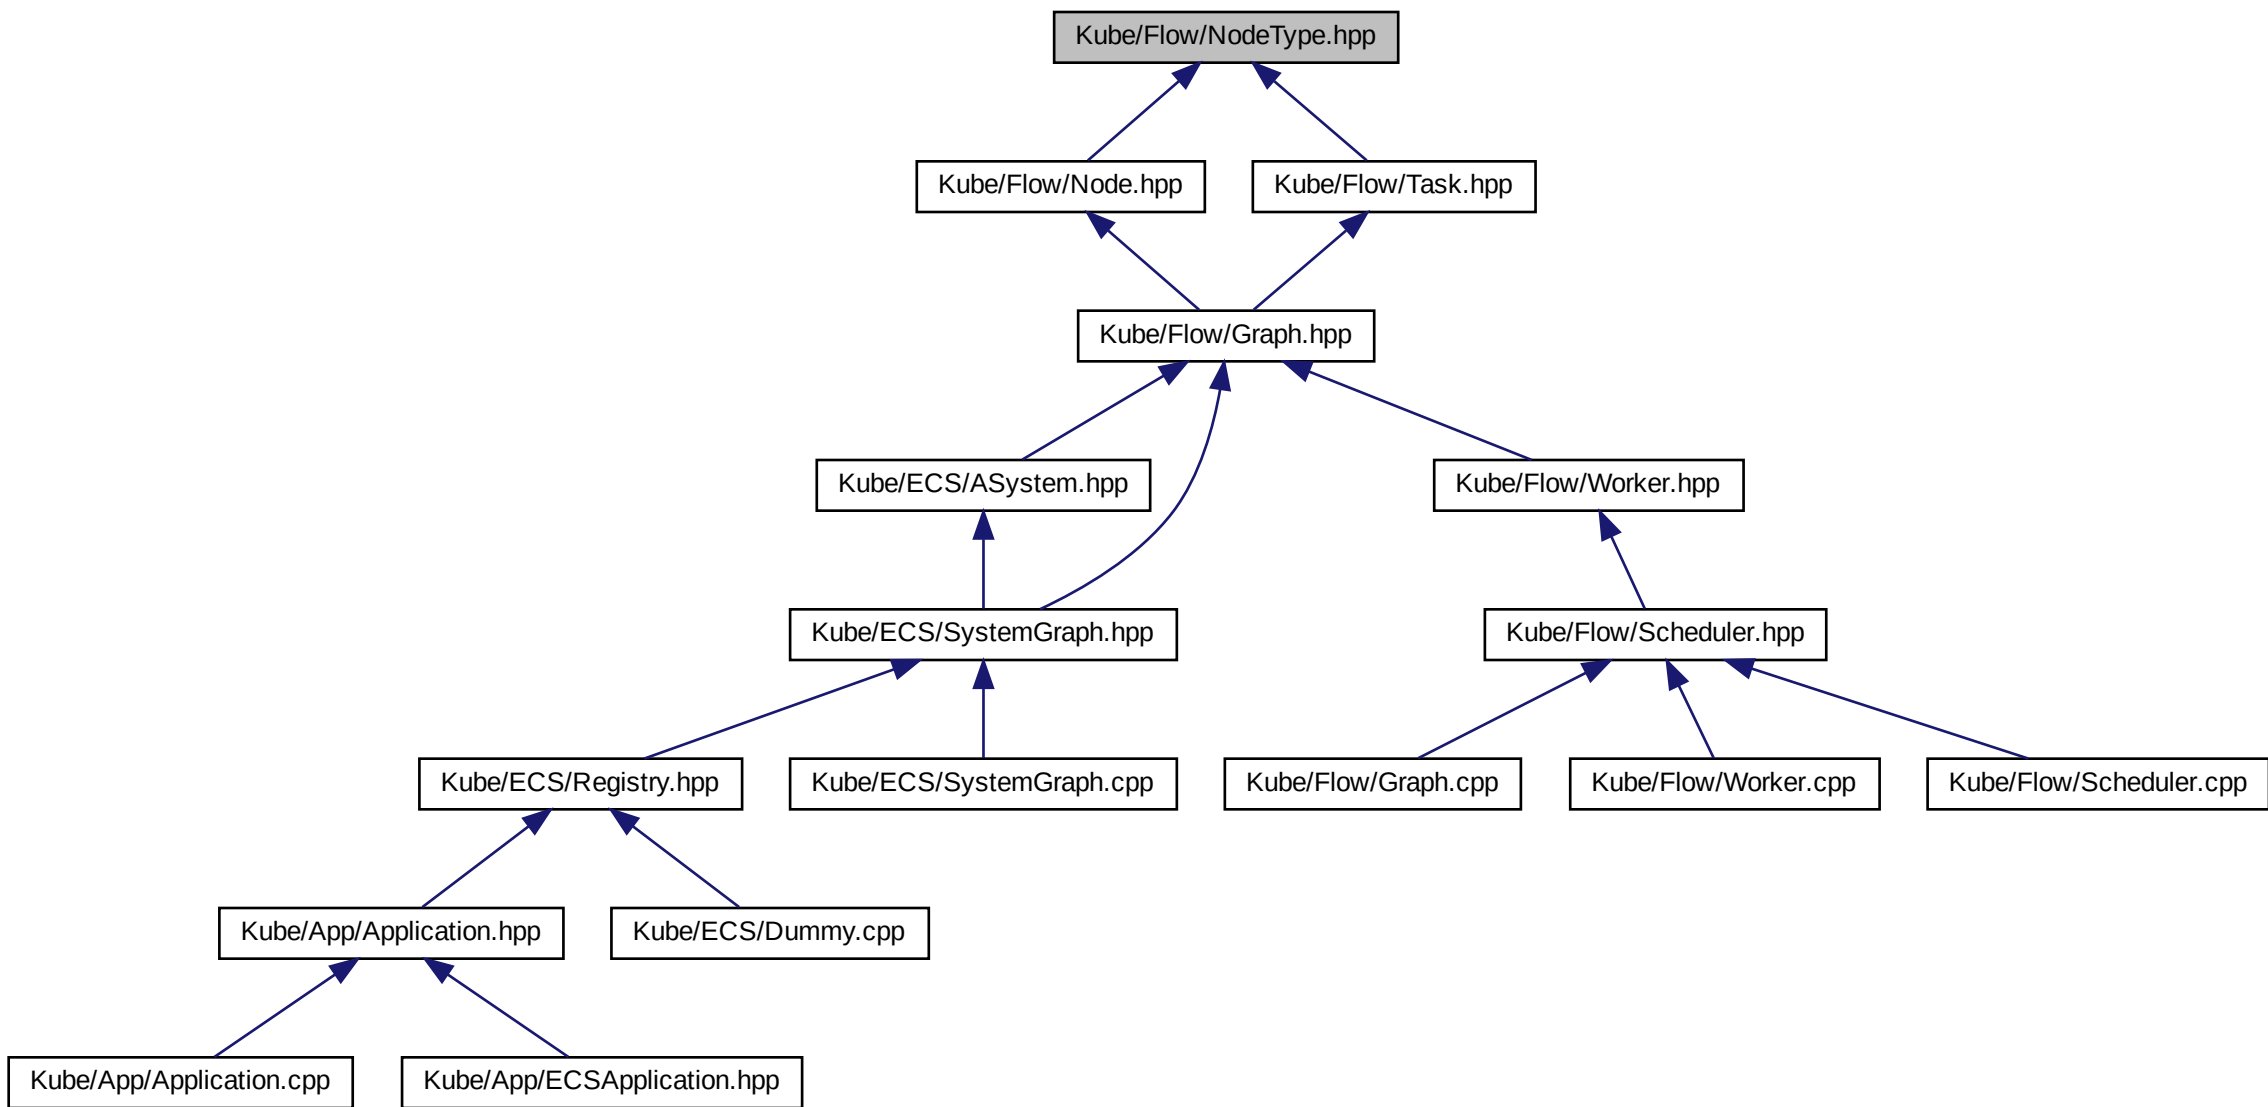 Kube/Flow/NodeType.hpp
Kube/Flow/Node.hpp
Kube/Flow/Task.hpp
Kube/Flow/Graph.hpp
Kube/ECS/ASystem.hpp
Kube/Flow/Worker.hpp
Kube/ECS/SystemGraph.hpp
Kube/Flow/Scheduler.hpp
Kube/ECS/Registry.hpp
Kube/ECS/SystemGraph.cpp
Kube/Flow/Graph.cpp
Kube/Flow/Worker.cpp
Kube/Flow/Scheduler.cpp
Kube/App/Application.hpp
Kube/ECS/Dummy.cpp
Kube/App/Application.cpp
Kube/App/ECSApplication.hpp